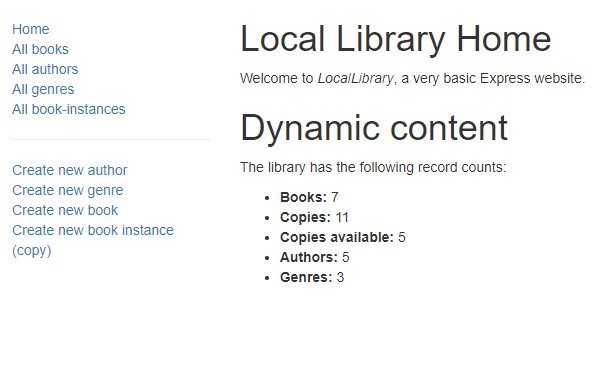 Home
All books
All authors
All genres
All book-instances
Create new author
Create new genre
Create new book
Create new book instance
(copy)
Local Library Home
Welcome to LocalLibrary, a very basic Express website.
Dynamic content
The library has the following record counts:
Books: 7
Copies: 11
Copies available: 5
Authors: 5
Genres: 3